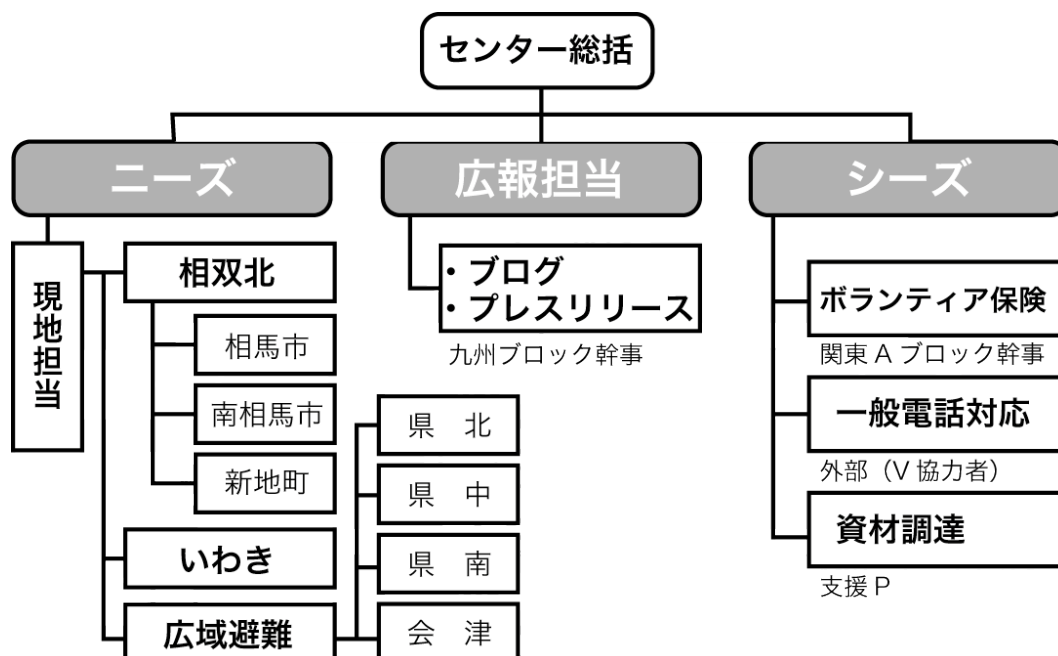 センター総括
ニーズ
広報担当
シーズ
現地担当
相双北
相馬市
南相馬市
新地町
いわき
広域避難
県　北
県　中
県　南
会　津
・ブログ
・プレスリリース
九州ブロック幹事
ボランティア保険
関東 A ブロック幹事
一般電話対応
外部（V 協力者）
資材調達
支援 P